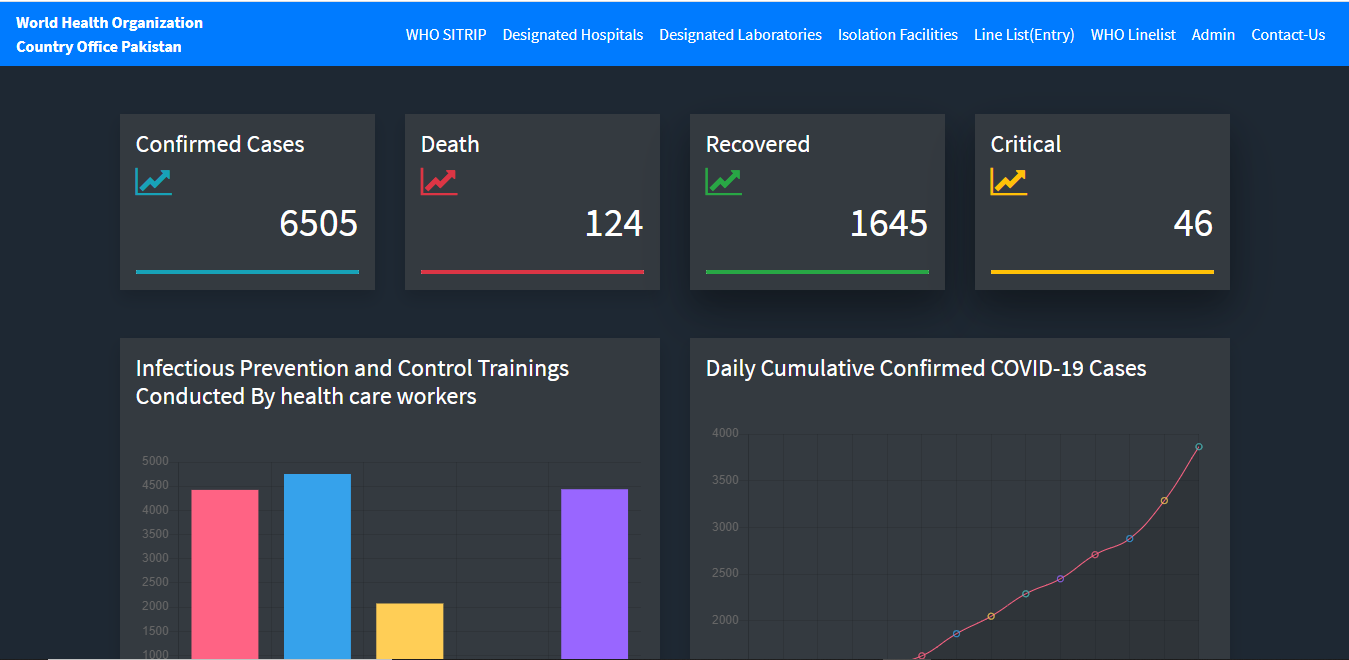 World Health Organization
Country Office Pakistan
WHO SITRIP Designated Hospitals Designated Laboratories Isolation Facilities Line List(Entry) WHO Linelist Admin Contact-Us
Confirmed Cases
6505
Death
124
Recovered
1645
Critical
46
Infectious Prevention and Control Trainings
Conducted By health care workers
5000
4500
4000
3500
3000
2500
2000
1500
1000
Daily Cumulative Confirmed COVID-19 Cases
4000
3500
3000
2500
2000